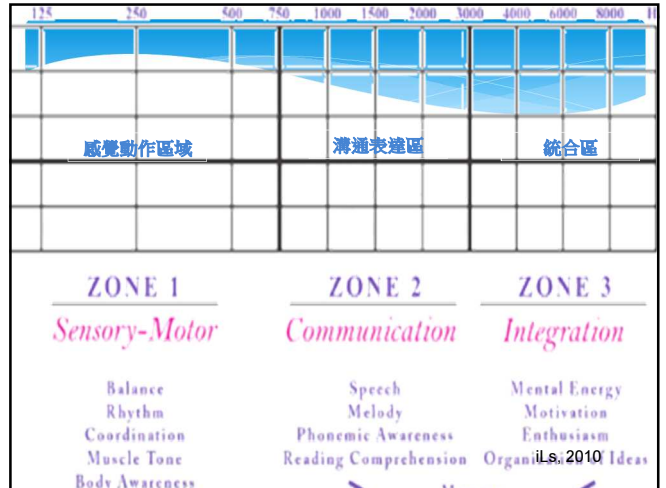 125 250 500 750 1000 1500 2000 3000 4000 6000 8000 H
感覺動作區域 溝通表達區 統合區
ZONE 1 ZONE 2 ZONE 3
Sensory-Motor Communication Integration
Balance Speech Mental Energy
Rhythm Melody Motivation
Coordination Phonemic Awareness Enthusiasm
Muscle Tone Reading Comprehension Ideas
iLs, 2010
Body Awareness